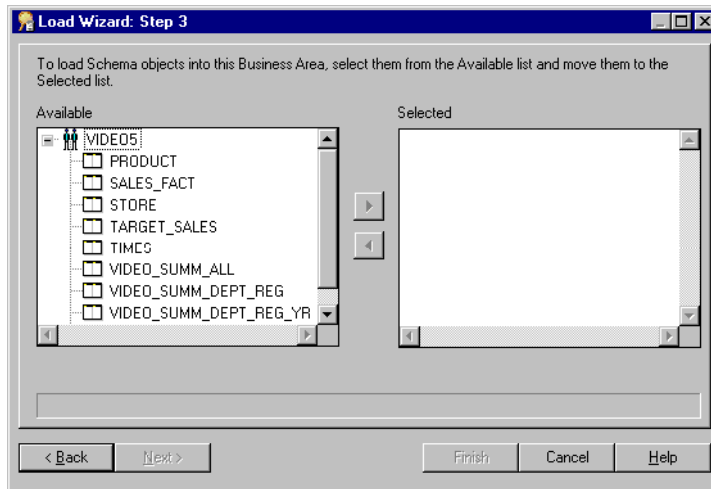 Load Wizard: Step 3
To load Schema objects into this Business Area, select them from the Available list and move them to the
Selected list.
Available
Selected
VIDEO5
PRODUCT
SALES_FACT
STORE
TARGET_SALES
TIMES
VIDEO_SUMM_ALL
VIDEO_SUMM_DEPT_REG
VIDEO_SUMM_DEPT_REG_YR
< Back
Next >
Finish
Cancel
Help